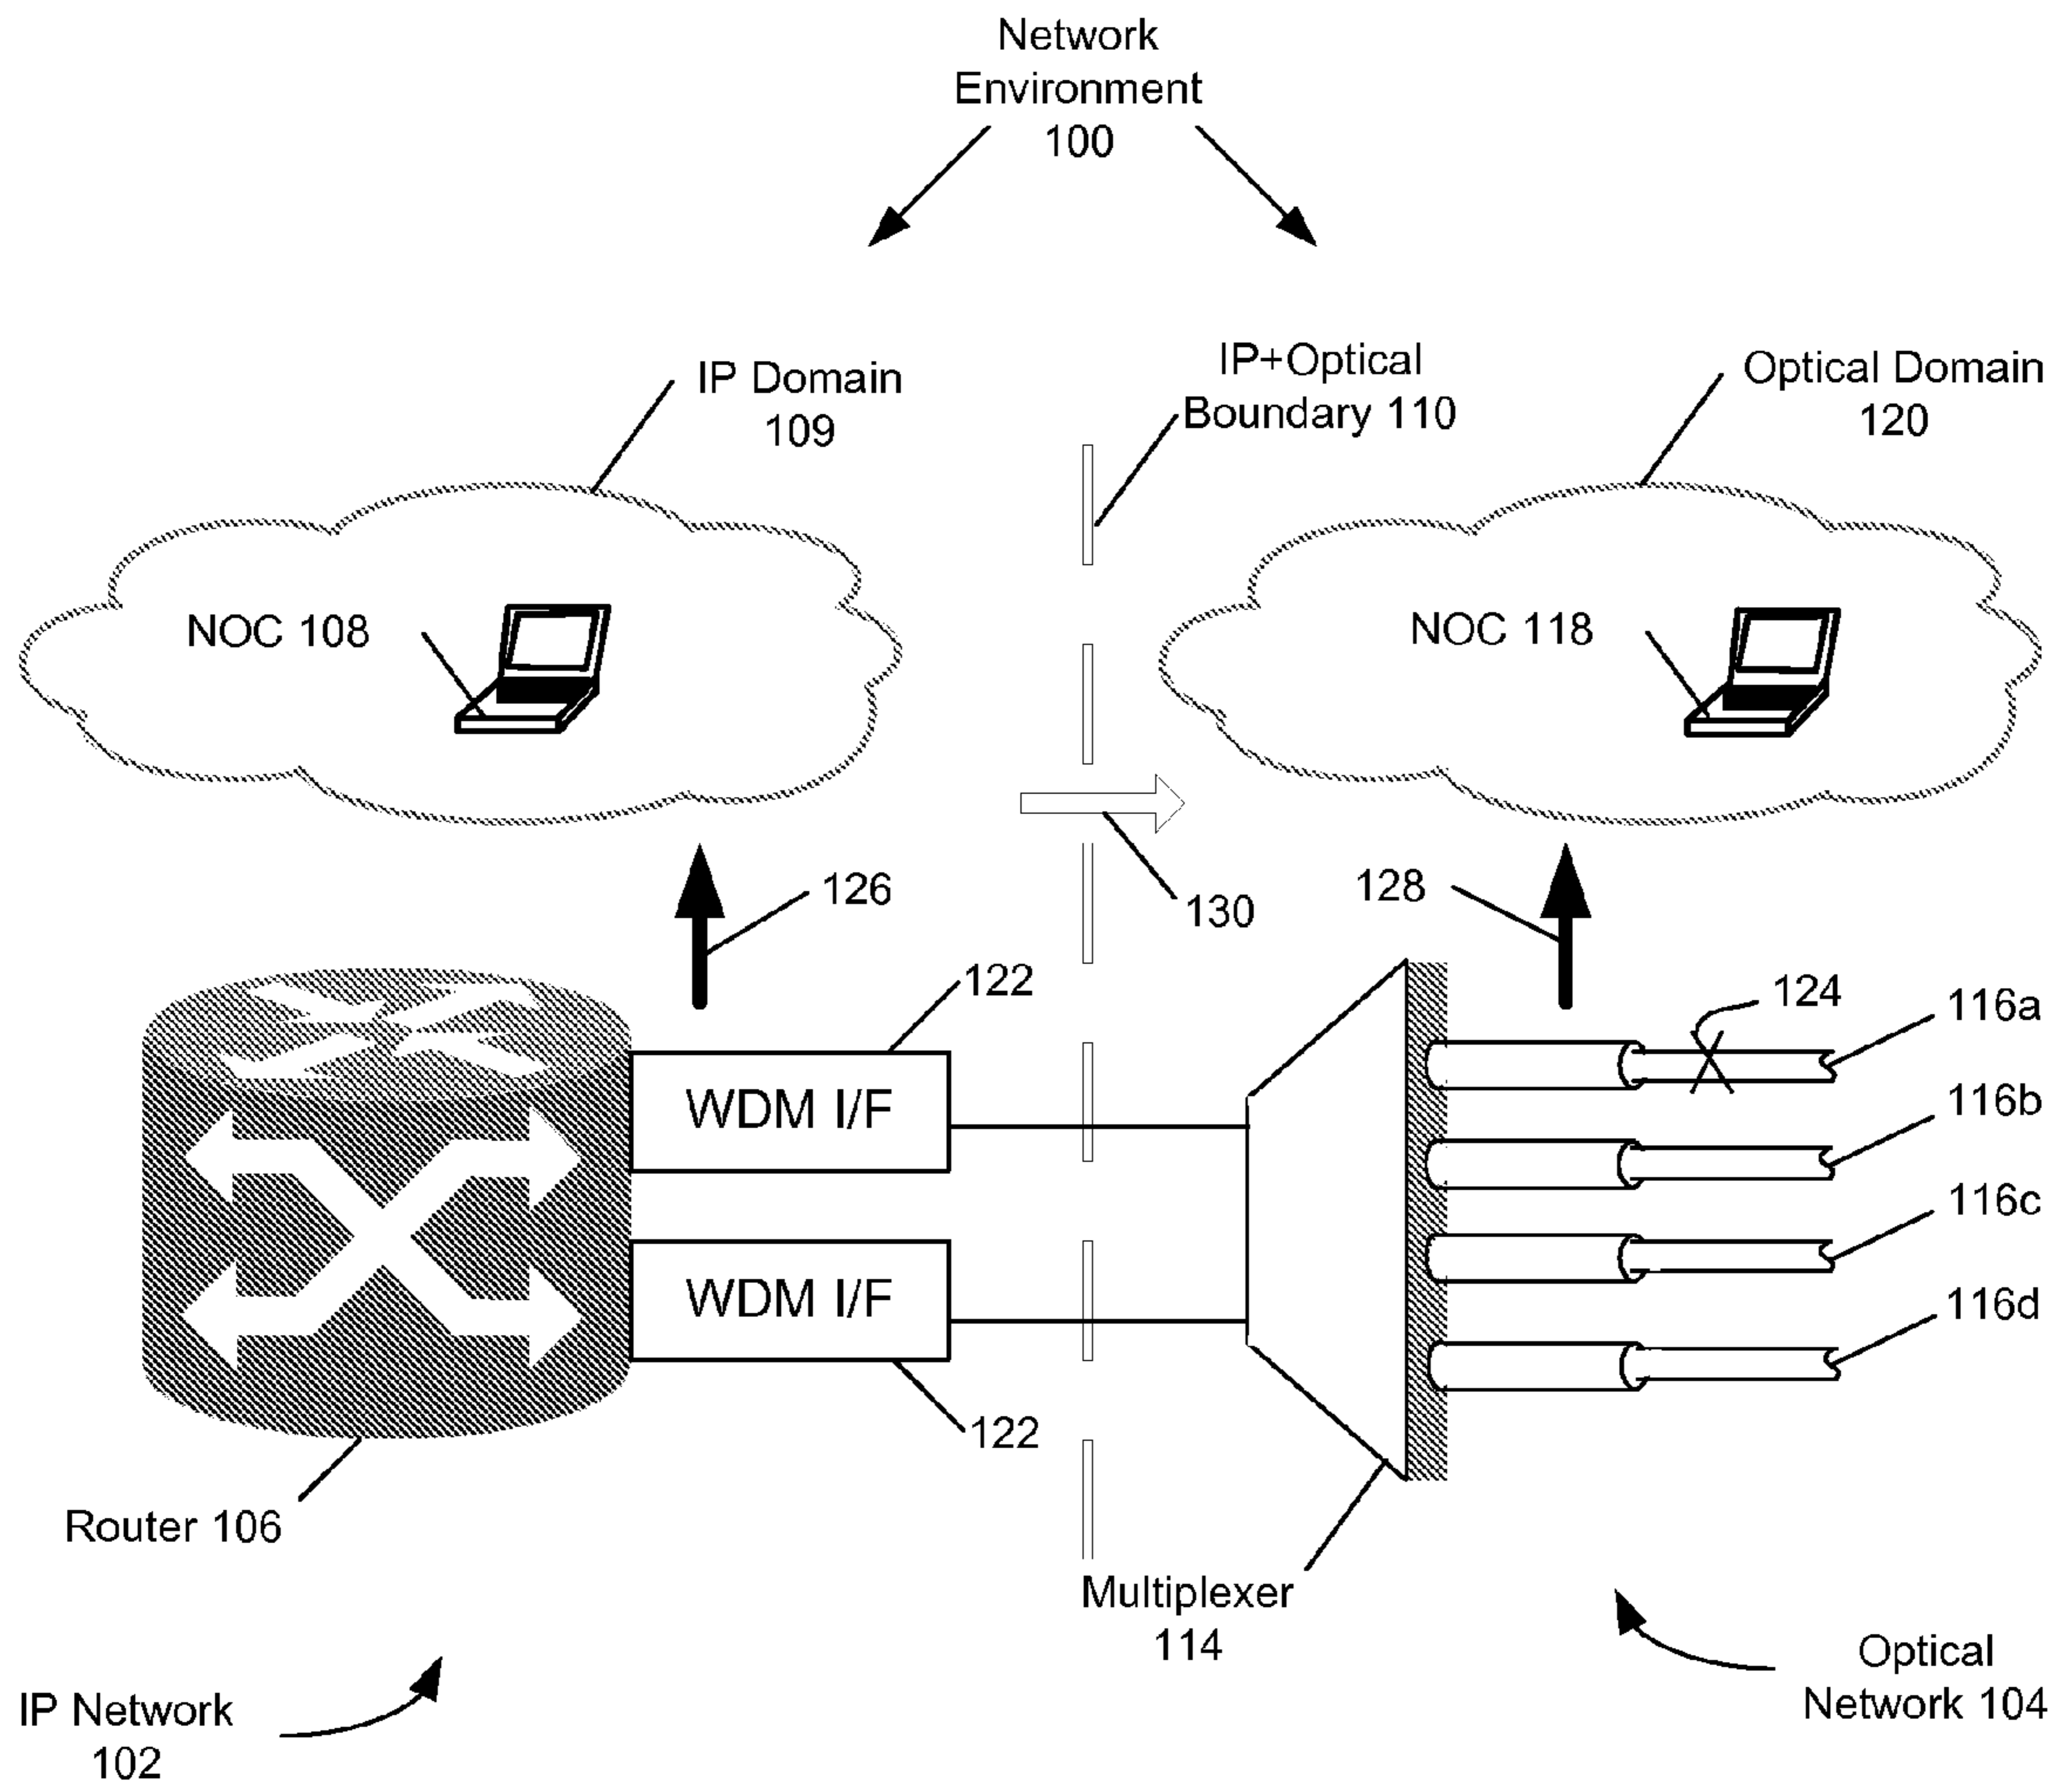 Network
Environment
100
IP Domain
109
IP+Optical
Boundary 110
Optical Domain
120
NOC 108
NOC 118
126
130
128
122
124
116a
WDM I/F
116b
116c
WDM I/F
116d
122
Router 106
Multiplexer
114
Optical
Network 104
IP Network
102